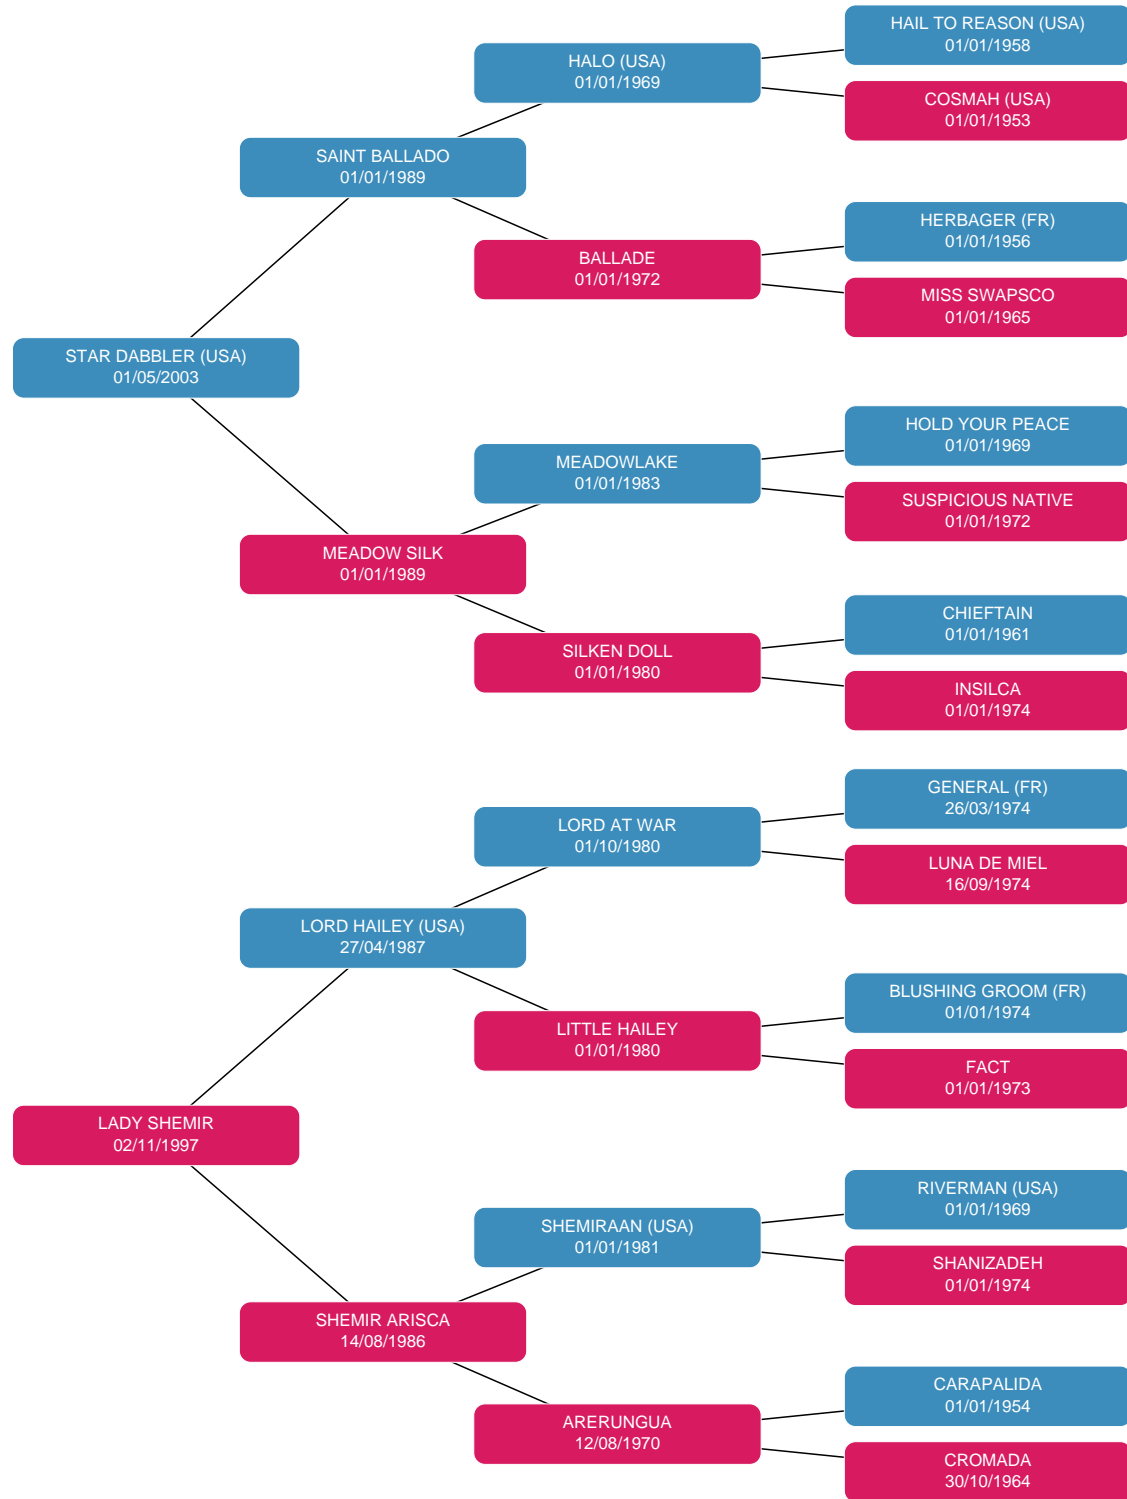 HAIL TO REASON (USA)
01/01/1958
HALO (USA)
01/01/1969
COSMAH (USA)
01/01/1953
SAINT BALLADO
01/01/1989
HERBAGER (FR)
01/01/1956
BALLADE
01/01/1972
MISS SWAPSCO
01/01/1965
STAR DABBLER (USA)
01/05/2003
HOLD YOUR PEACE
01/01/1969
MEADOWLAKE
01/01/1983
SUSPICIOUS NATIVE
01/01/1972
MEADOW SILK
01/01/1989
CHIEFTAIN
01/01/1961
SILKEN DOLL
01/01/1980
INSILCA
01/01/1974
GENERAL (FR)
26/03/1974
LORD AT WAR
01/10/1980
LUNA DE MIEL
16/09/1974
LORD HAILEY (USA)
27/04/1987
BLUSHING GROOM (FR)
01/01/1974
LITTLE HAILEY
01/01/1980
FACT
01/01/1973
LADY SHEMIR
02/11/1997
RIVERMAN (USA)
01/01/1969
SHEMIRAAN (USA)
01/01/1981
SHANIZADEH
01/01/1974
SHEMIR ARISCA
14/08/1986
CARAPALIDA
01/01/1954
ARERUNGUA
12/08/1970
CROMADA
30/10/1964